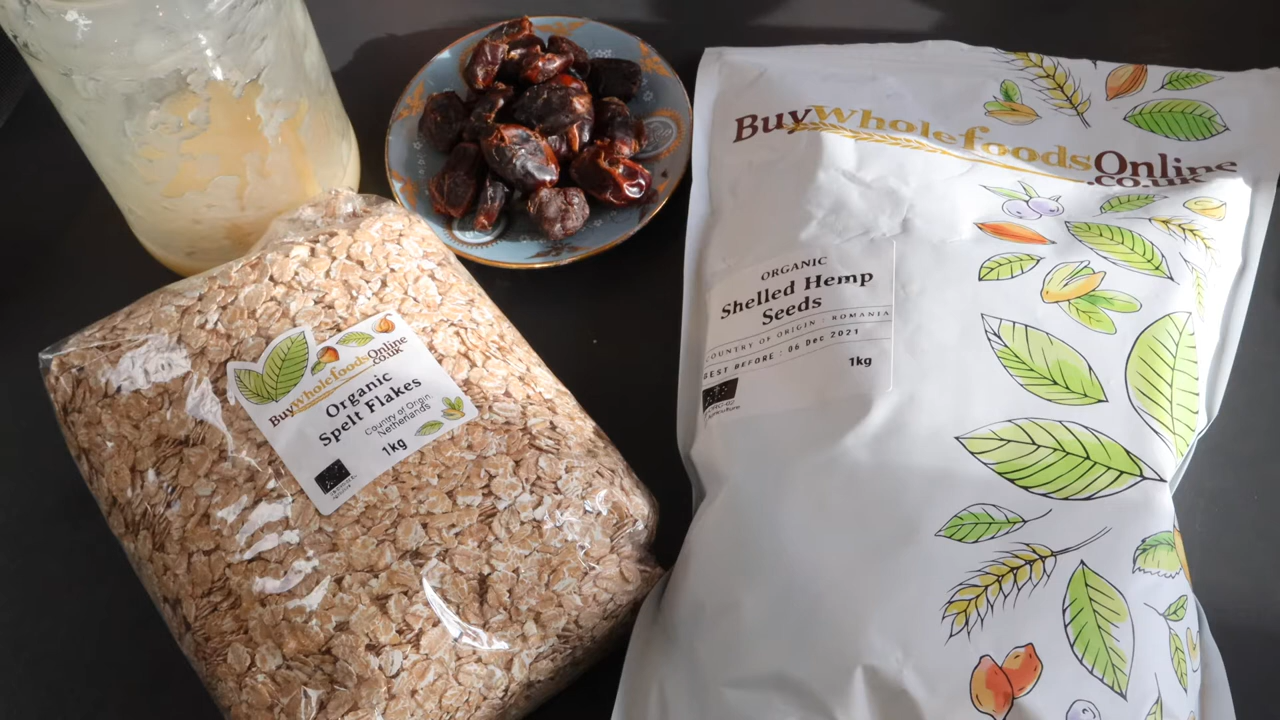 BuyWholefoodsOnline
.co.uk
Organic
Spelt Flakes
Country of Origin:
Netherlands
1kg
BuyWholefoodsOnline
.co.uk
ORGANIC
Shelled Hemp
Seeds
COUNTRY OF ORIGIN : ROMANIA
BEST BEFORE : 06 Dec 2021
1kg
Agriculture